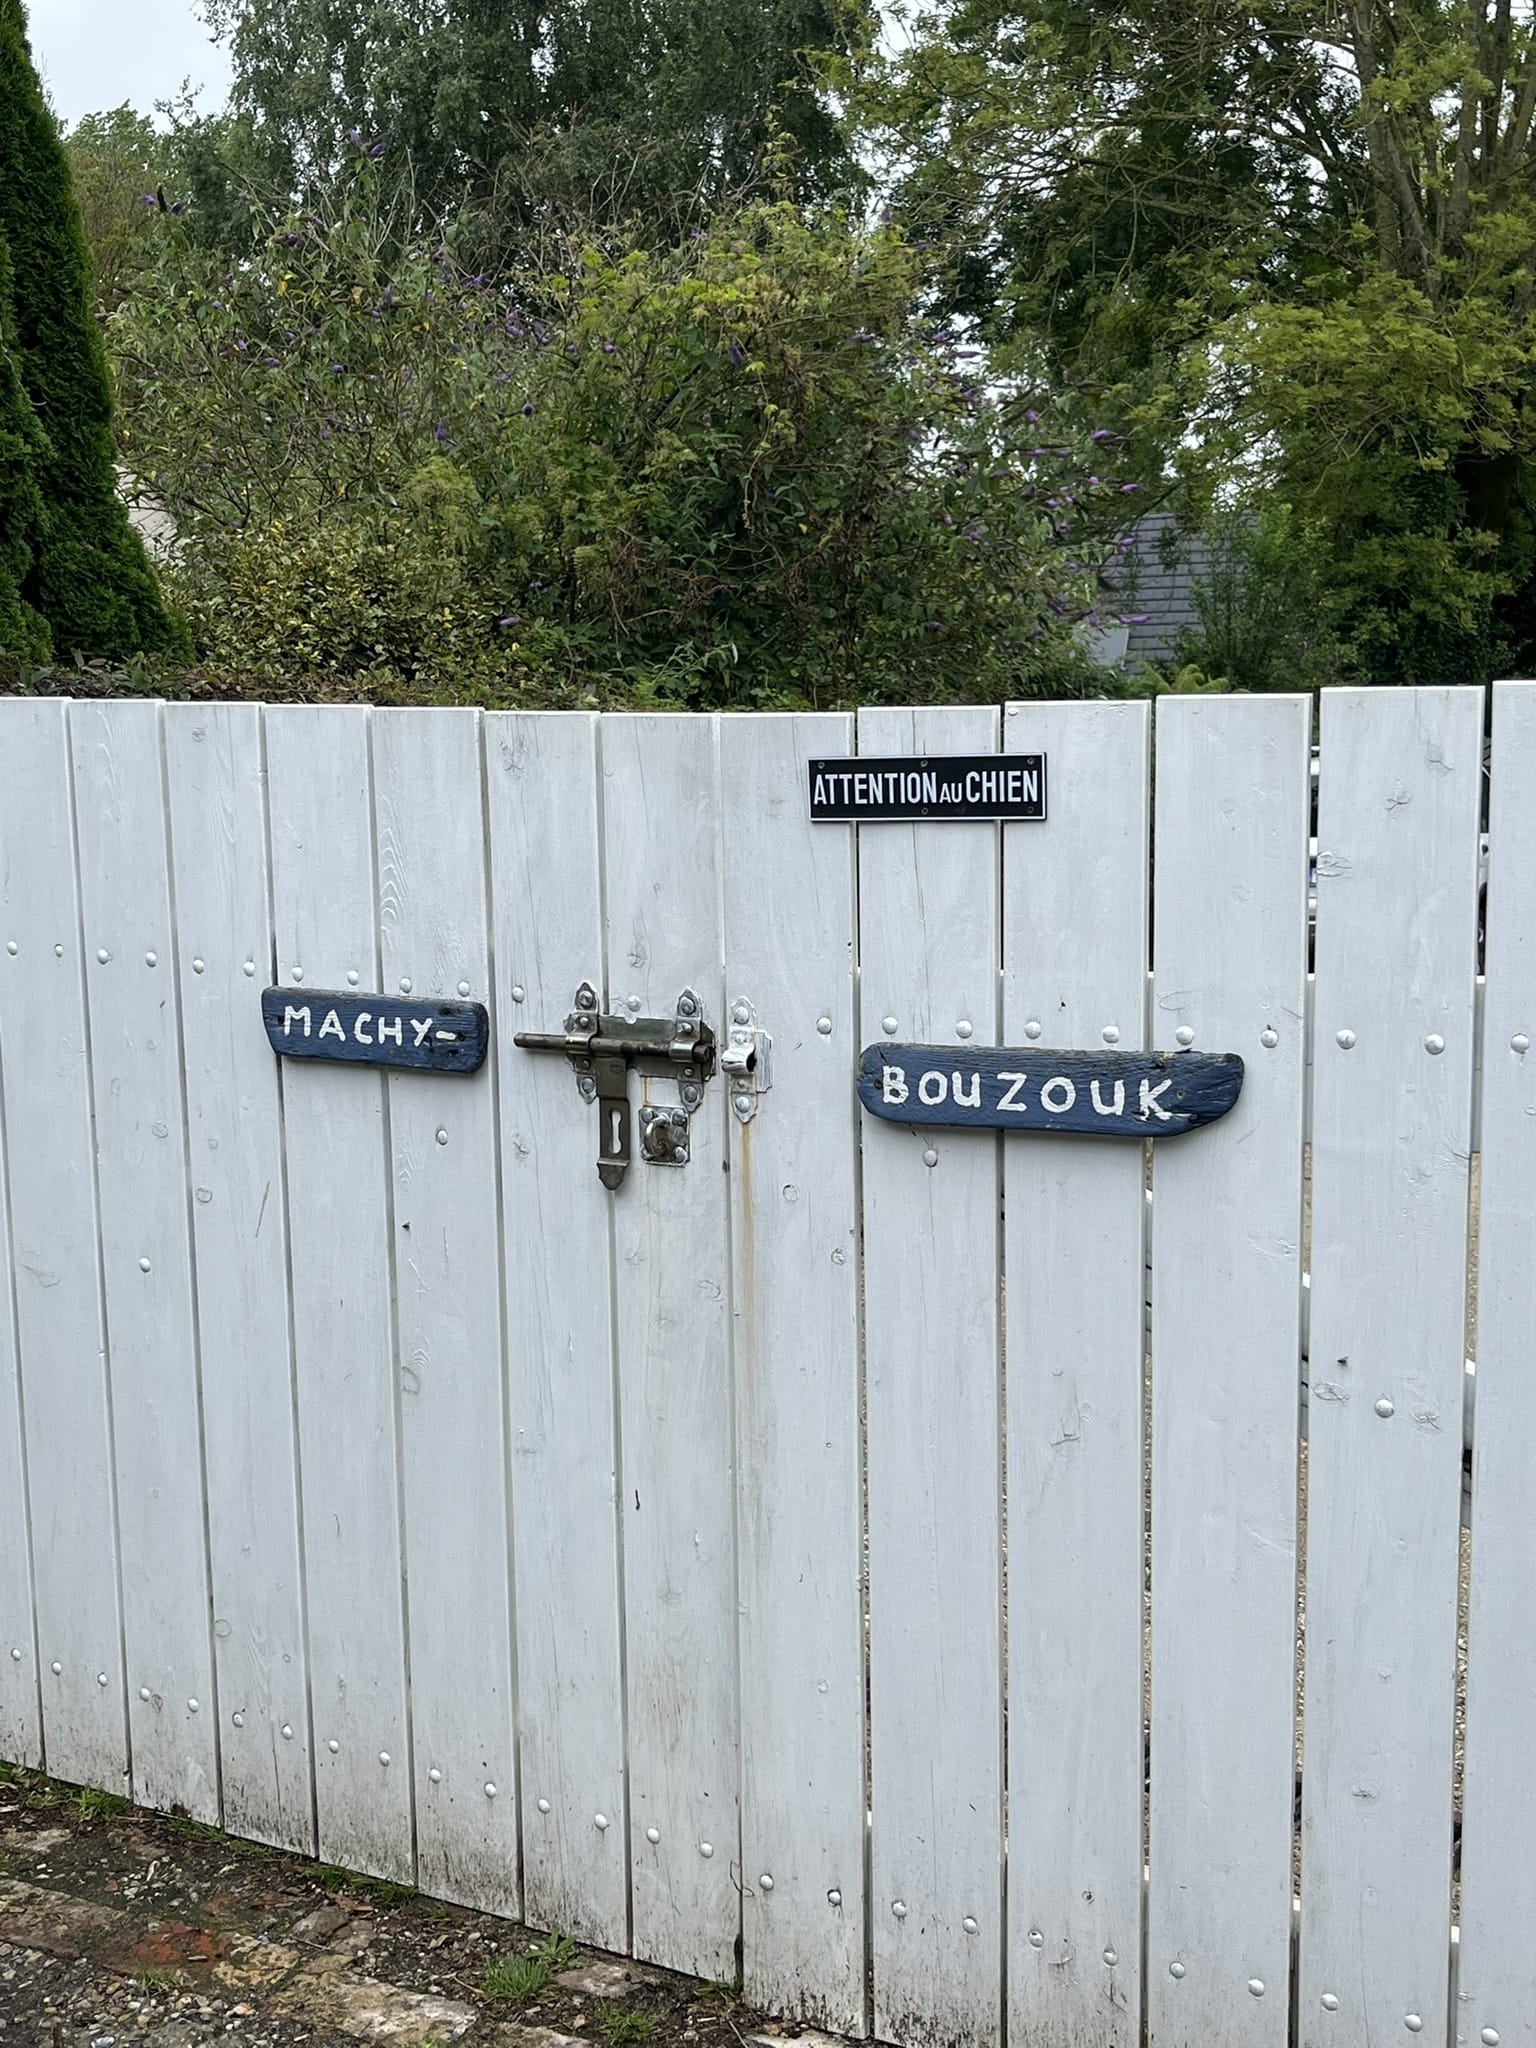 ATTENTION AU CHIEN
MACHY-
BOUZOUK